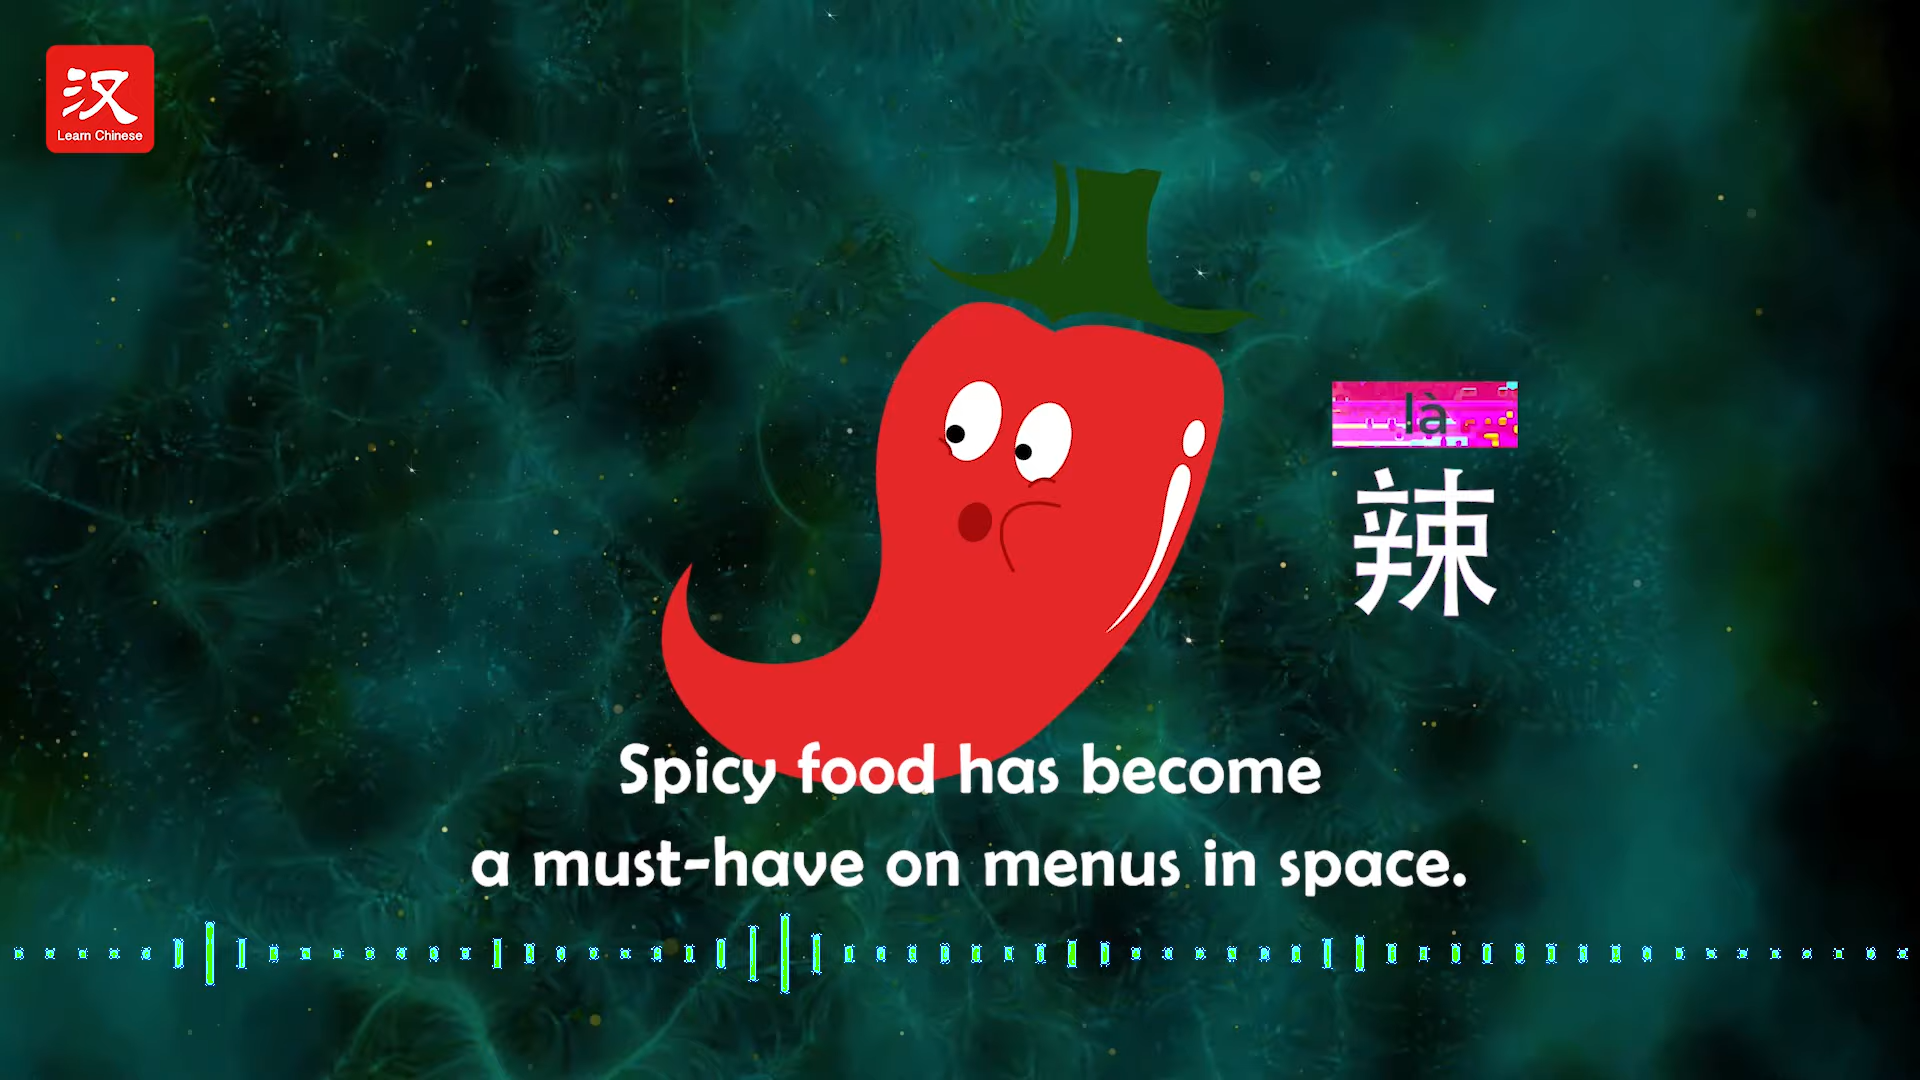 汉
Learn Chinese
là
辣
Spicy food has become
a must-have on menus in space.